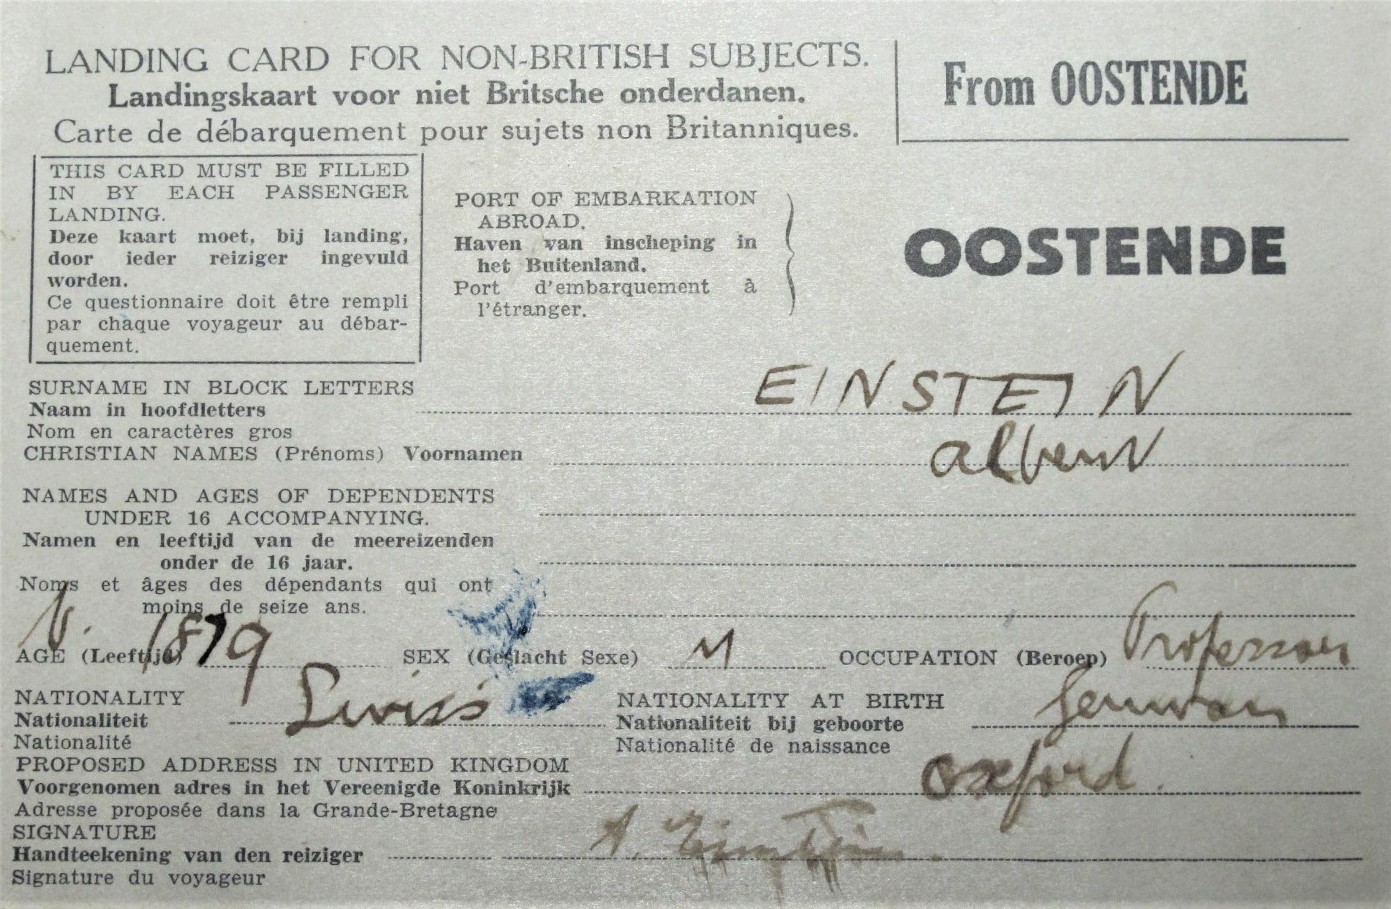 LANDING CARD FOR NON-BRITISH SUBJECTS.
Landingskaart voor niet Britsche onderdanen.
Carte de débarquement pour sujets non Britanniques.
From OOSTENDE
THIS CARD MUST BE FILLED
IN BY EACH PASSENGER
LANDING.
Deze kaart moet, bij landing,
door ieder reiziger ingevuld
worden.
Ce questionnaire doit être rempli
par chaque voyageur au débar-
quement.
PORT OF EMBARKATION
ABROAD.
Haven van inscheping in
het Buitenland.
Port d'embarquement à
l'étranger.
OOSTENDE
SURNAME IN BLOCK LETTERS
Naam in hoofdletters
Nom en caractères gros
EINSTEIN
CHRISTIAN NAMES (Prénoms) Voornamen
Albert
NAMES AND AGES OF DEPENDENTS
UNDER 16 ACCOMPANYING.
Namen en leeftijd van de meereizenden
onder de 16 jaar.
Noms et âges des dépendants qui ont
moins de seize ans.
AGE (Leeftijd) 1879 SEX (Geslacht Sexe) M OCCUPATION (Beroep) Professor
NATIONALITY
Nationaliteit
Nationalité
Swiss
NATIONALITY AT BIRTH
Nationaliteit bij geboorte
Nationalité de naissance
German
PROPOSED ADDRESS IN UNITED KINGDOM
Voorgenomen adres in het Vereenigde Koninkrijk
Adresse proposée dans la Grande-Bretagne
Oxford.
SIGNATURE
Handteekening van den reiziger
Signature du voyageur
A. Einstein.